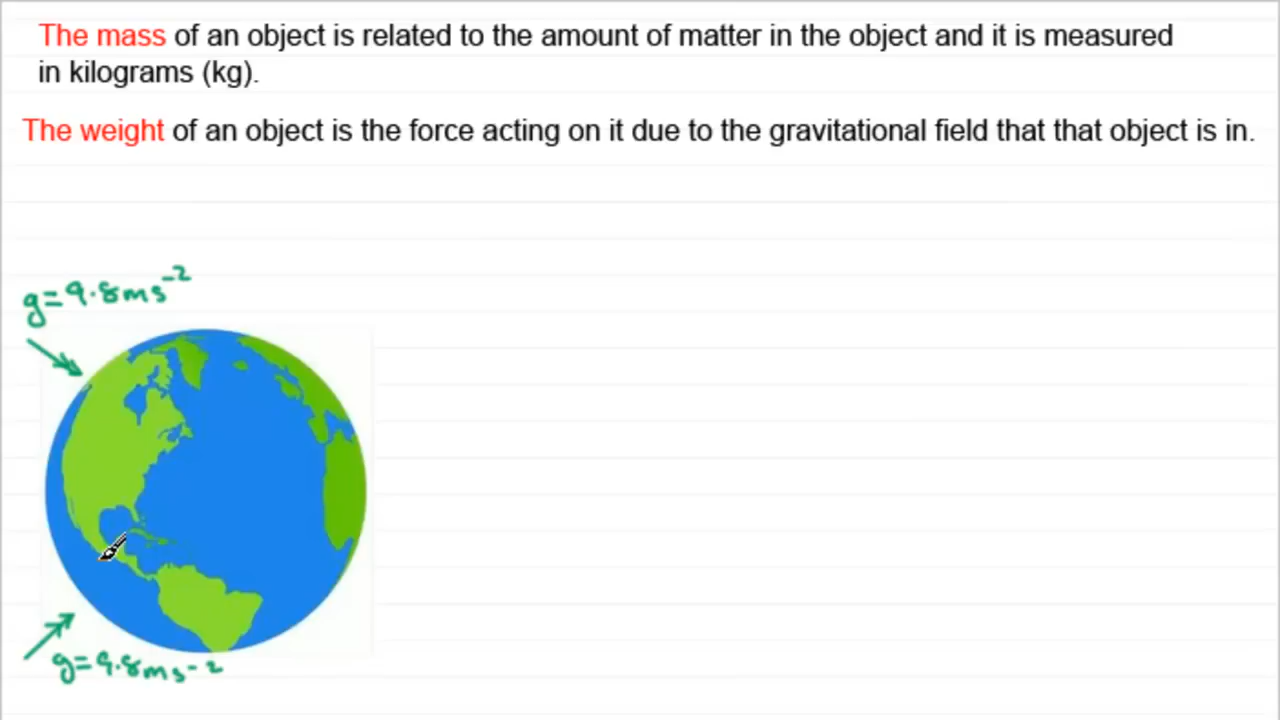 The mass of an object is related to the amount of matter in the object and it is measured
in kilograms (kg).
The weight of an object is the force acting on it due to the gravitational field that that object is in.
g=9.8ms⁻²
g=9.8ms-2